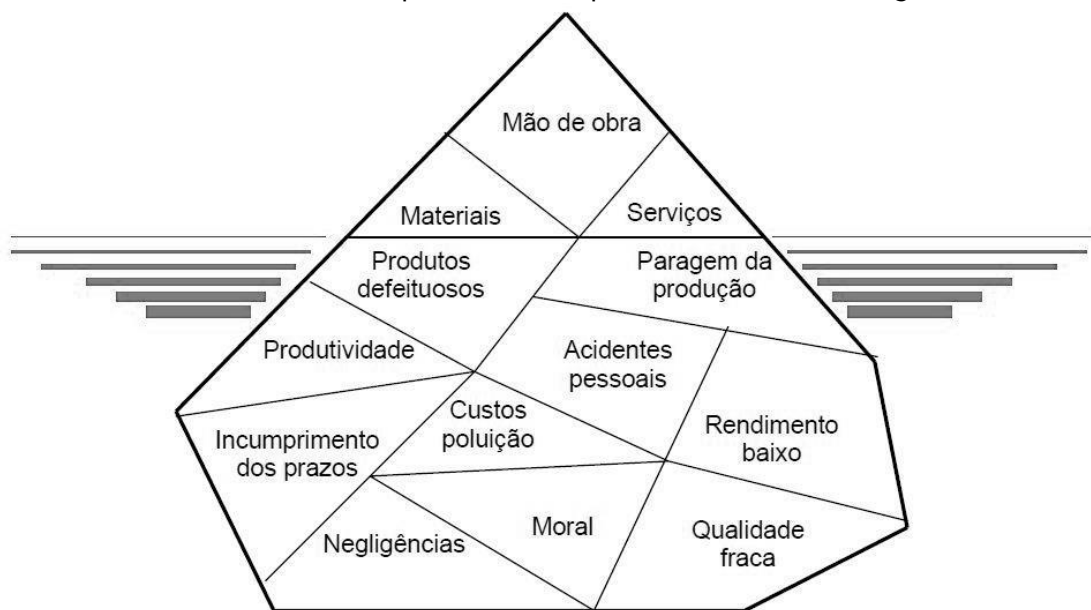 Mão de obra
Materiais
Serviços
Produtos
defeituosos
Paragem da
produção
Produtividade
Acidentes
pessoais
Custos
poluição
Rendimento
baixo
Incumprimento
dos prazos
Negligências
Moral
Qualidade
fraca